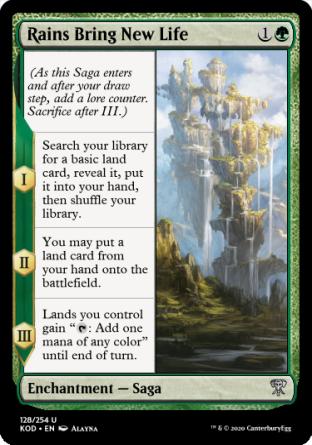 Rains Bring New Life 1
(As this Saga enters
and after your draw
step, add a lore counter.
Sacrifice after III.)
I
Search your library
for a basic land
card, reveal it, put
it into your hand,
then shuffle your
library.
II
You may put a
land card from
your hand onto the
battlefield.
III
Lands you control
gain “: Add one
mana of any color”
until end of turn.
Enchantment — Saga
128/254 U
KOD • EN Alayna
™ & © 2020 CanterburyEgg